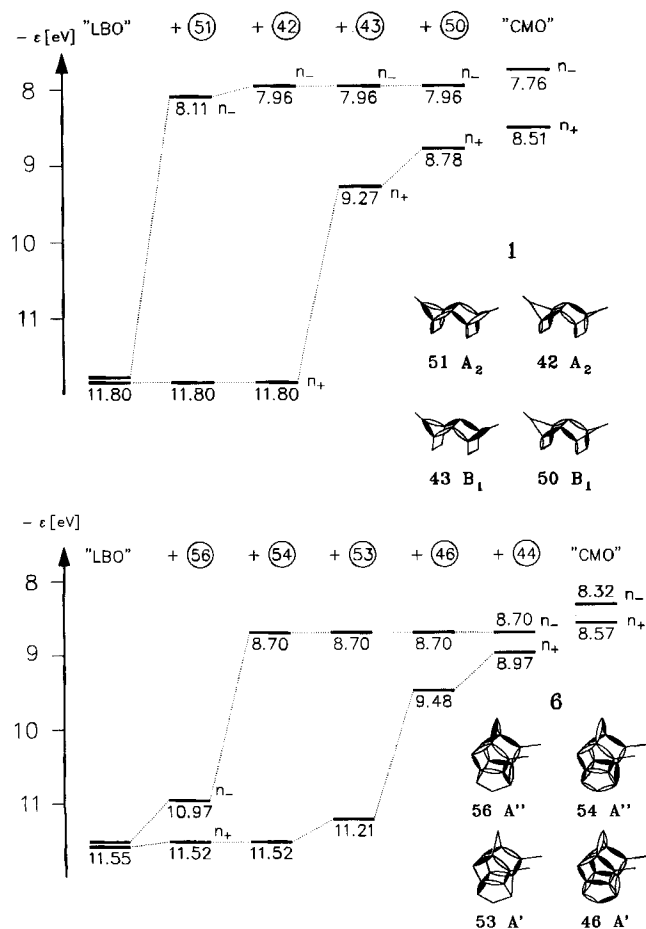 "LBO" + 51 + 42 + 43 + 50 "CMO"
- ε [eV]
n₋ n₋ n₋ n₋
8 8.11 n₋ 7.96 7.96 7.96 7.76
n₊ n₊
9 8.78 8.51
9.27 n₊
10
1
11
51 A₂ 42 A₂
n₊
11.80 11.80 11.80
43 B₁ 50 B₁
- ε [eV]
"LBO" + 56 + 54 + 53 + 46 + 44 "CMO"
8 8.32 n₋
8.70 n₋ n₊
8.70 8.70 8.70 n₊ 8.57
9 8.97
9.48 6
10
n₋
56 A'' 54 A''
11 10.97 n₊ 11.21
11.55 11.52 11.52
53 A' 46 A'